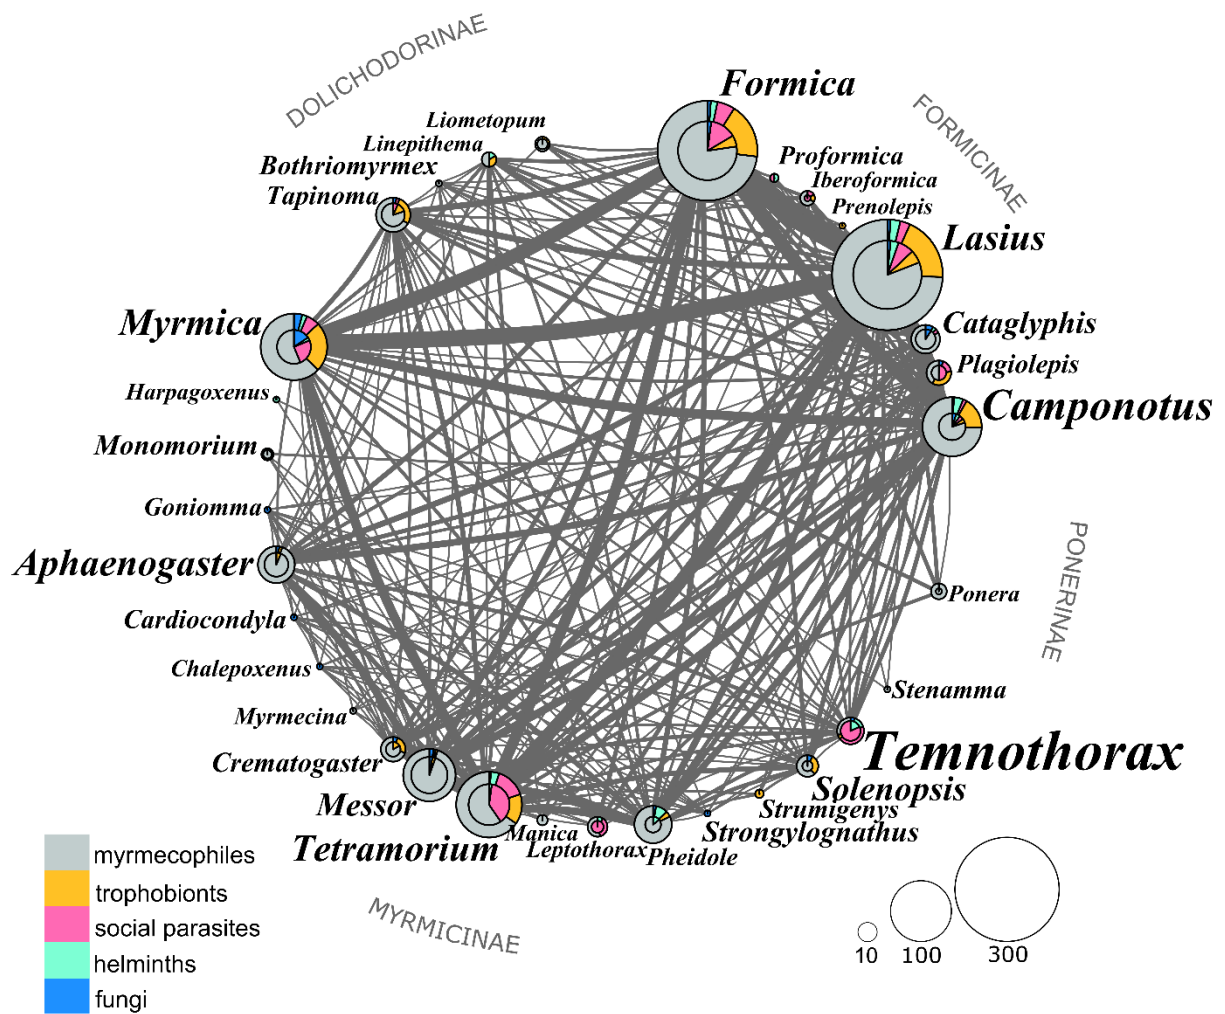 DOLICHODORINAE
Formica
FORMICINAE
Liometopum
Linepithema
Proformica
Bothriomyrmex
Iberoformica
Tapinoma
Prenolepis
Lasius
Myrmica
Cataglyphis
Plagiolepis
Harpagoxenus
Camponotus
Monomorium
Goniomma
PONERINAE
Aphaenogaster
Ponera
Cardiocondyla
Chalepoxenus
Stenamma
Myrmecina
Temnothorax
Crematogaster
Solenopsis
Messor
Strumigenys
Manica
Strongylognathus
Tetramorium
Leptothorax
Pheidole
MYRMICINAE
myrmecophiles
trophobionts
social parasites
helminths
fungi
10
100
300